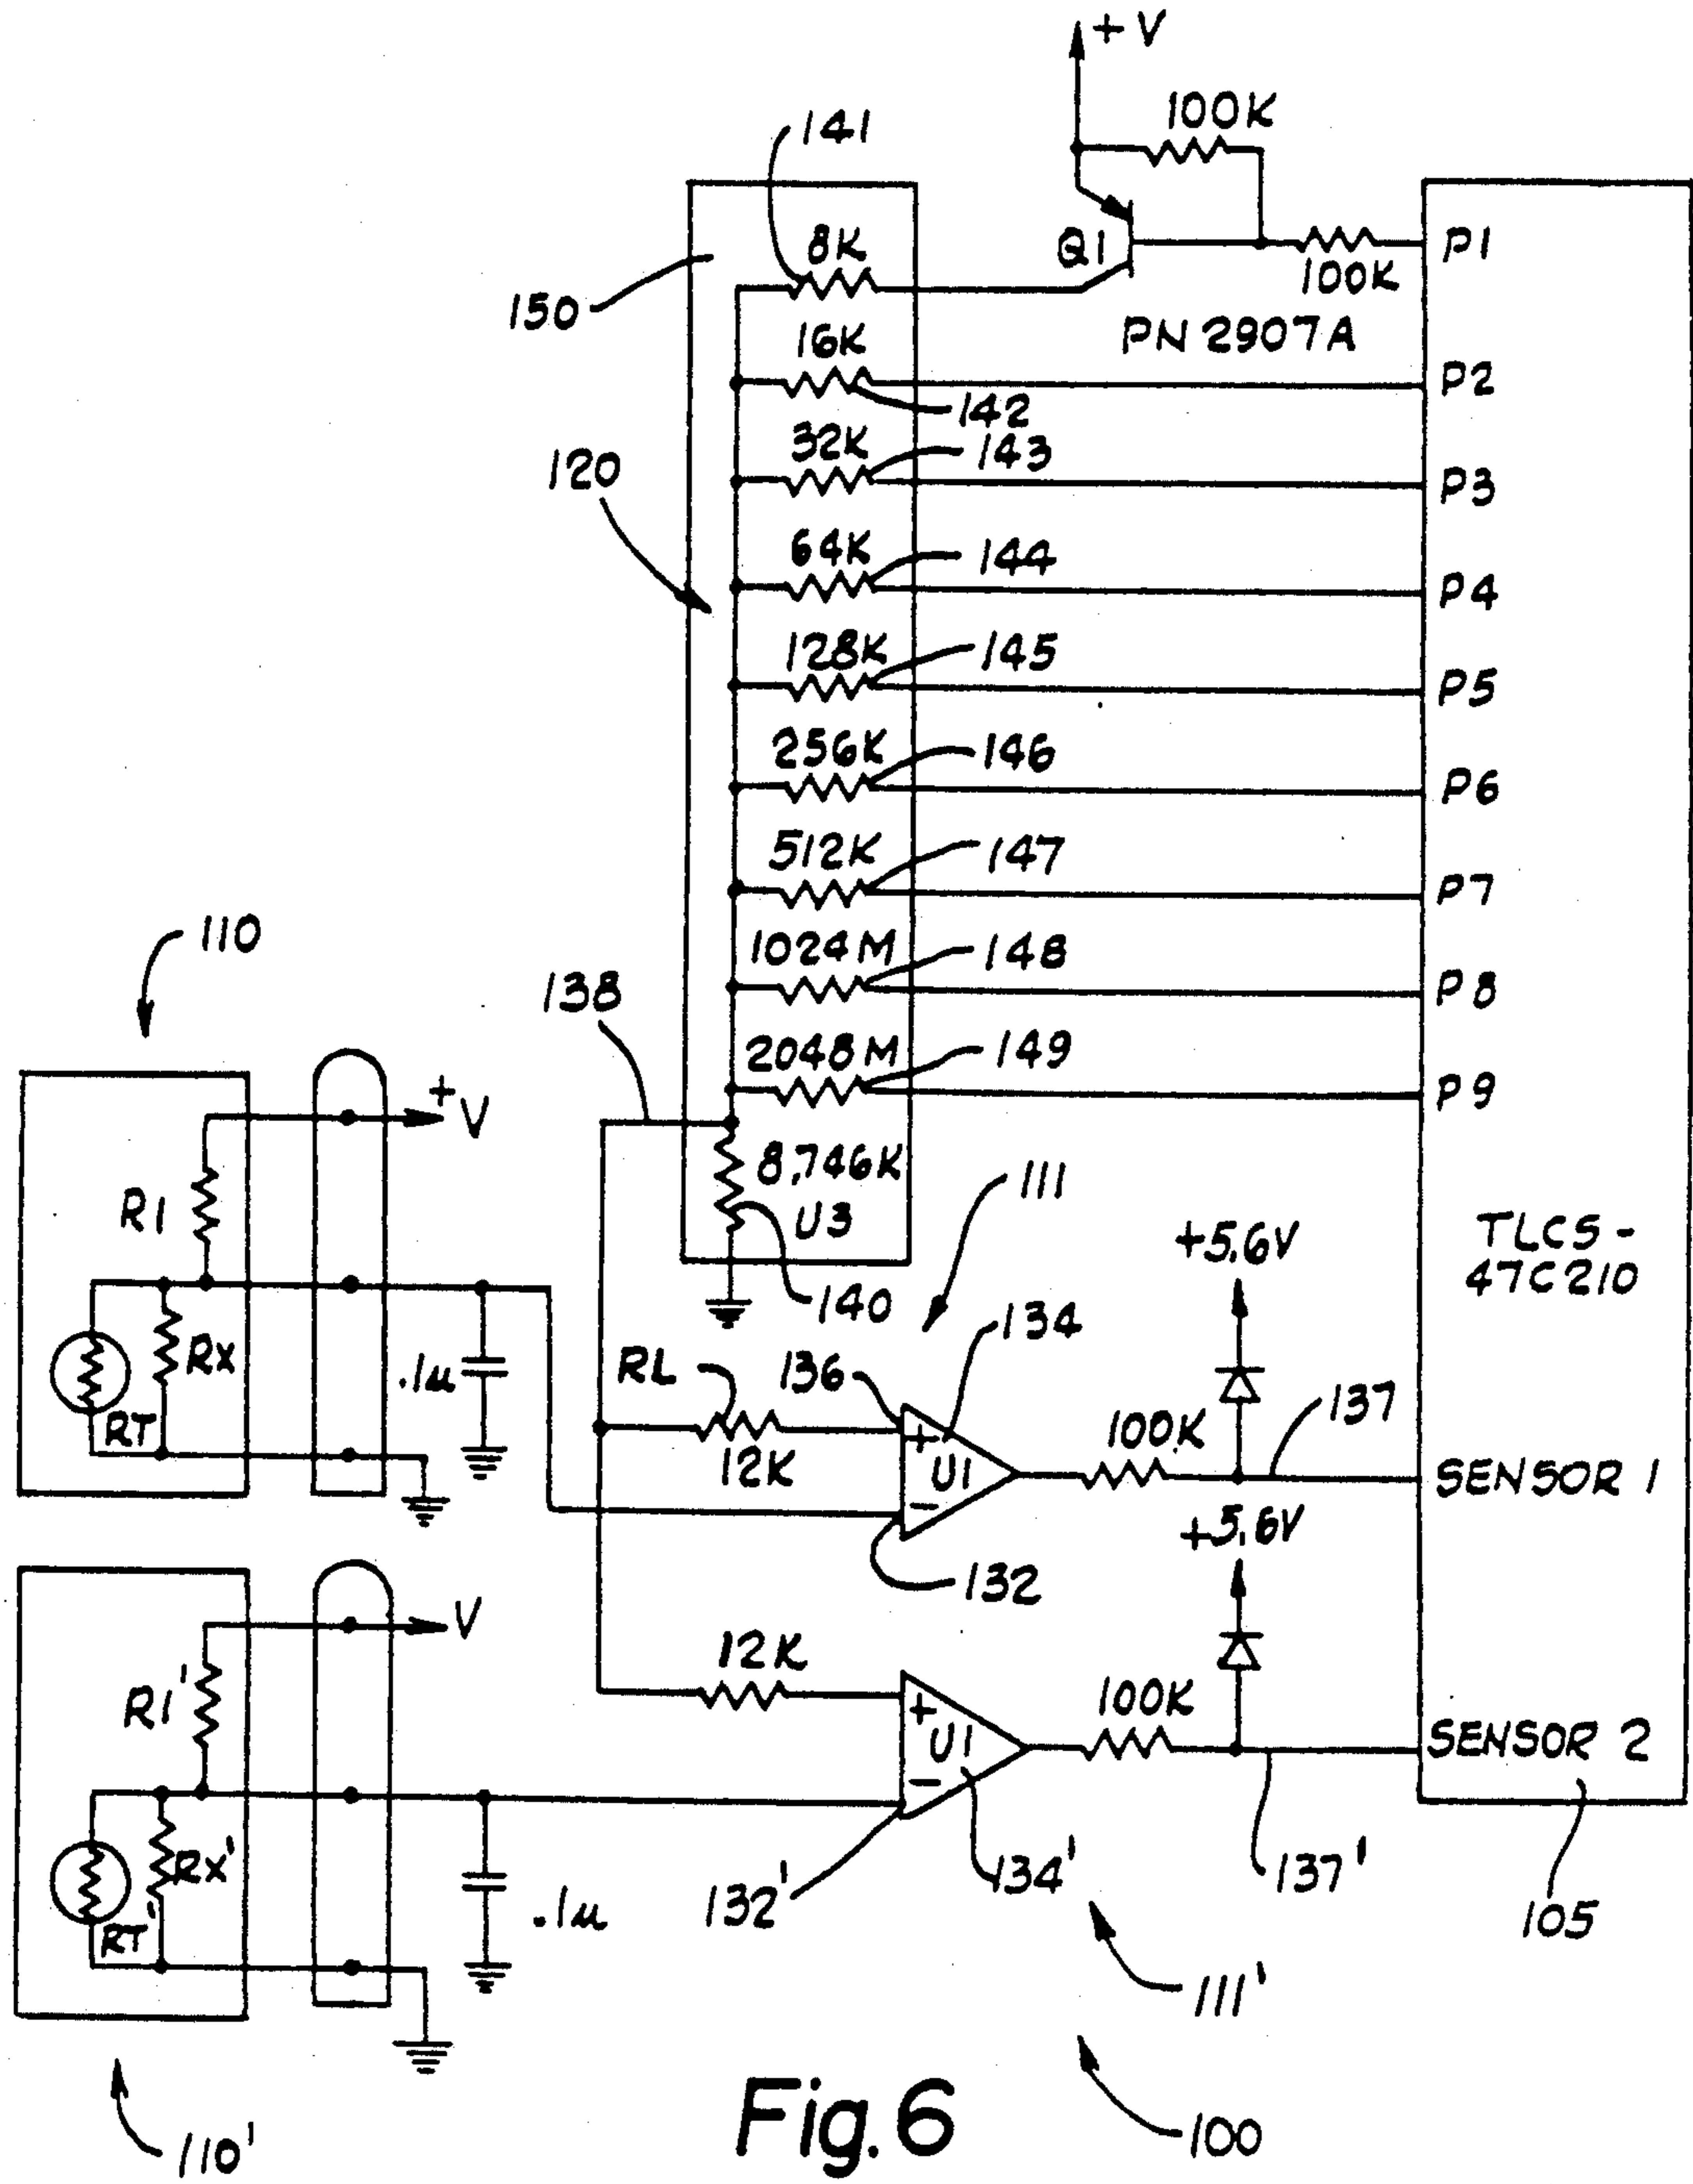 +V
100K
141
8K
Q1
100K
P1
150
PN 2907A
16K
P2
142
32K
143
P3
120
64K
144
P4
128K
145
P5
256K
146
P6
512K
147
P7
110
1024M
148
P8
138
2048M
149
P9
+V
R1
8,746K
U3
111
140
+5.6V
TLCS-
47C210
134
RX
RT
.1µ
RL
136
12K
+
U1
−
100K
137
SENSOR 1
+5.6V
132
V
R1'
12K
+
U1
−
100K
SENSOR 2
RX'
RT'
.1µ
132'
134'
137'
105
111'
110'
Fig.6
100